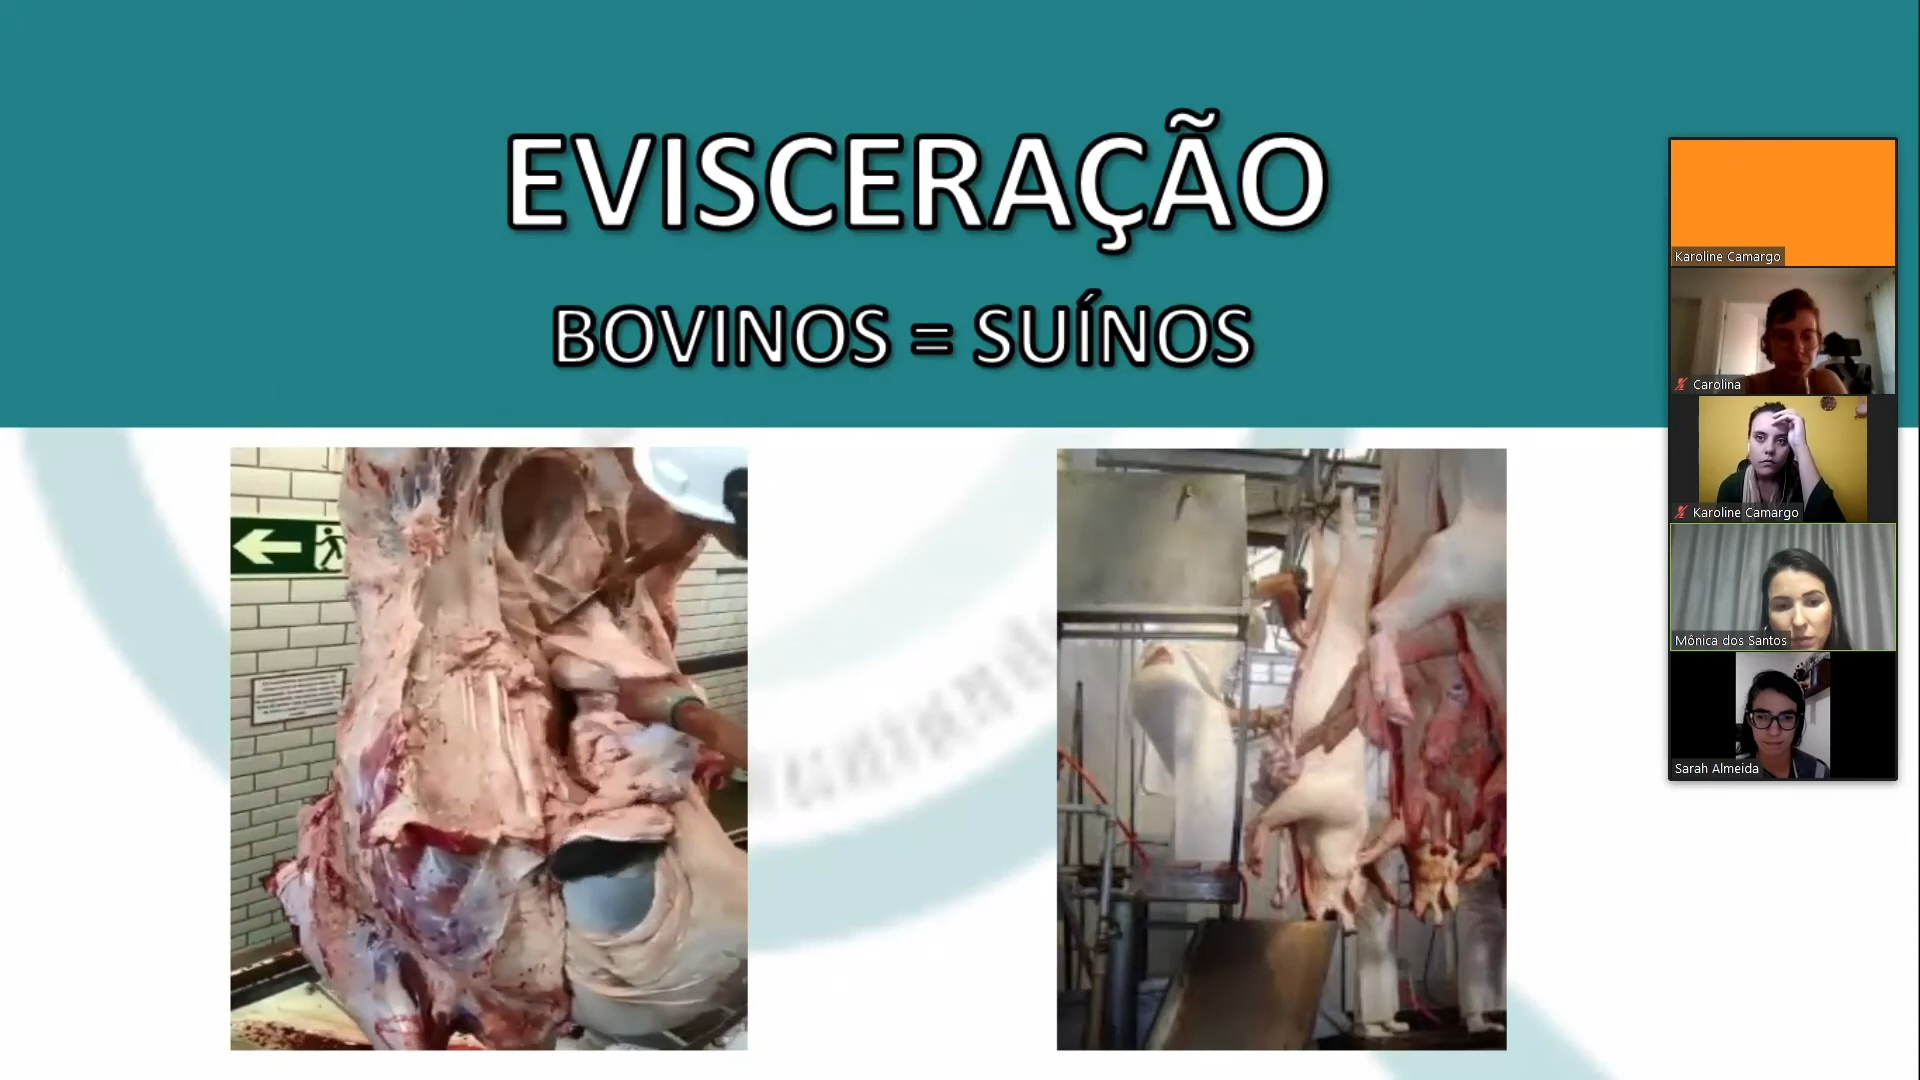 EVISCERAÇÃO
BOVINOS = SUÍNOS
Karoline Camargo
Carolina
Karoline Camargo
Mônica dos Santos
Sarah Almeida